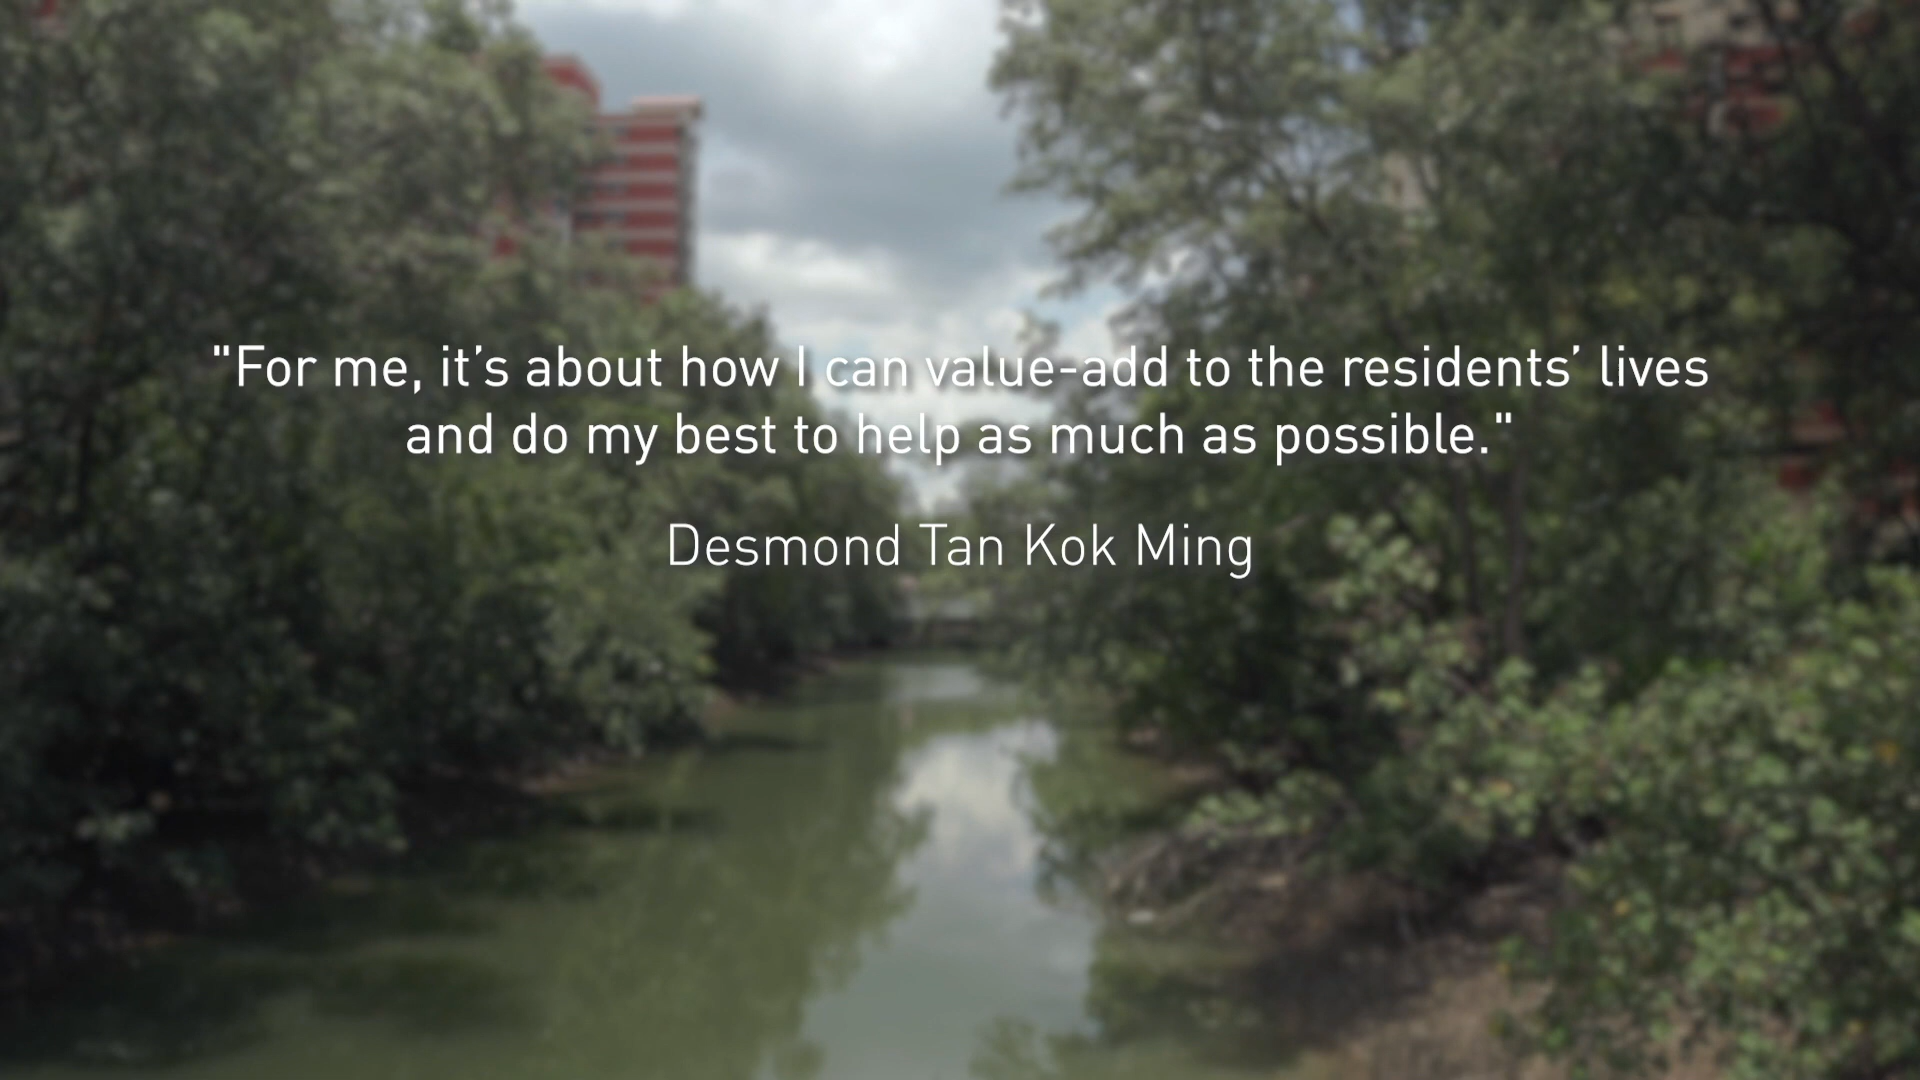 "For me, it’s about how I can value-add to the residents’ lives
and do my best to help as much as possible."
Desmond Tan Kok Ming